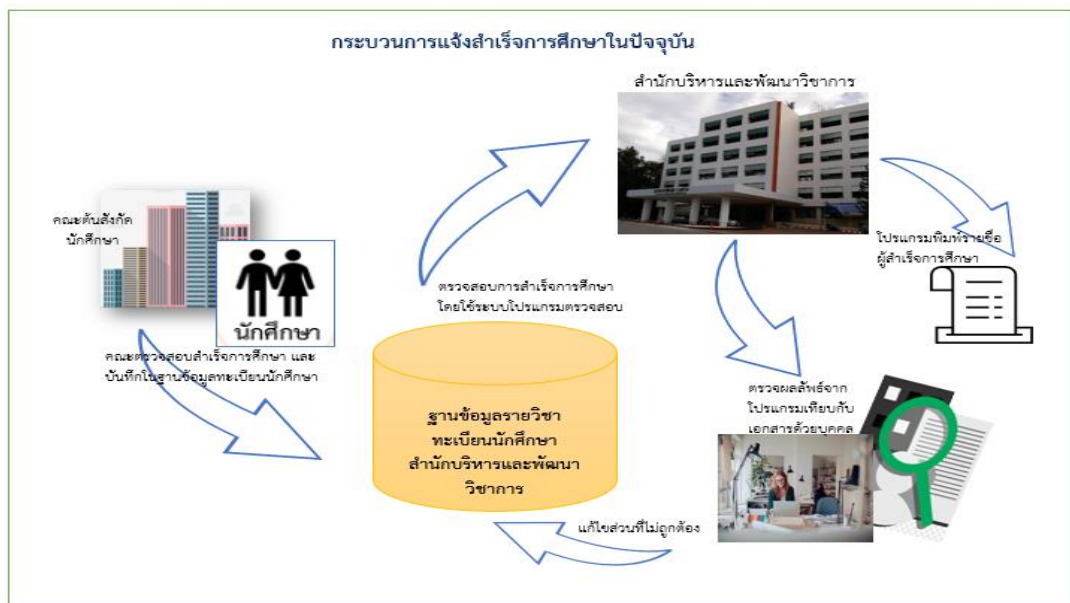 กระบวนการแจ้งสำเร็จการศึกษาในปัจจุบัน
สำนักบริหารและพัฒนาวิชาการ
คณะต้นสังกัด
นักศึกษา
นักศึกษา
คณะตรวจสอบสำเร็จการศึกษา และ
บันทึกในฐานข้อมูลทะเบียนนักศึกษา
ตรวจสอบการสำเร็จการศึกษา
โดยใช้ระบบโปรแกรมตรวจสอบ
ฐานข้อมูลรายวิชา
ทะเบียนนักศึกษา
สำนักบริหารและพัฒนา
วิชาการ
โปรแกรมพิมพ์รายชื่อ
ผู้สำเร็จการศึกษา
ตรวจผลลัพธ์จาก
โปรแกรมเทียบกับ
เอกสารด้วยบุคคล
แก้ไขส่วนที่ไม่ถูกต้อง